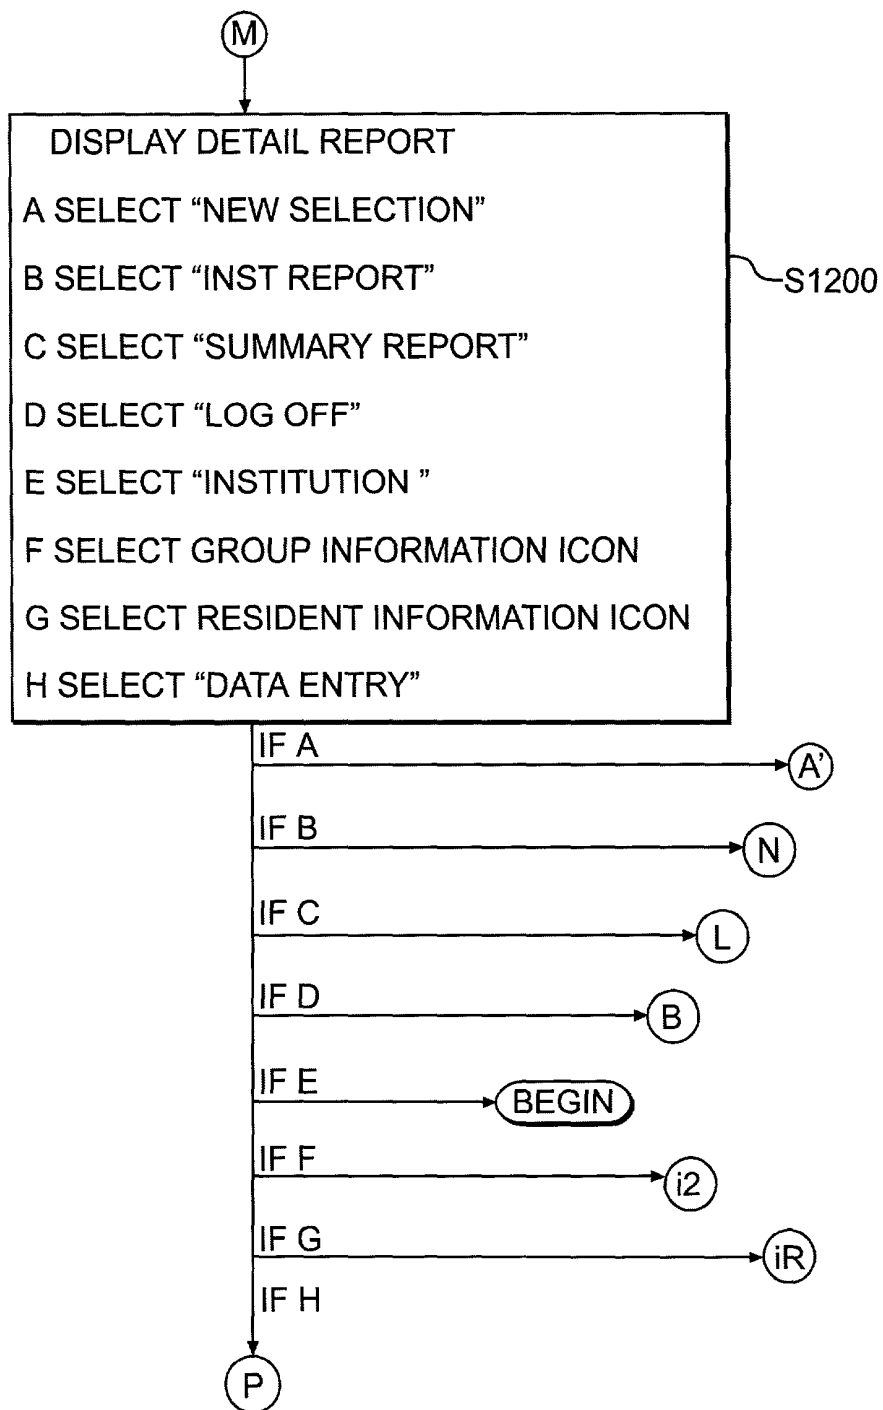 M
DISPLAY DETAIL REPORT
A SELECT “NEW SELECTION”
B SELECT “INST REPORT”
S1200
C SELECT “SUMMARY REPORT”
D SELECT “LOG OFF”
E SELECT “INSTITUTION ”
F SELECT GROUP INFORMATION ICON
G SELECT RESIDENT INFORMATION ICON
H SELECT “DATA ENTRY”
IF A
A’
IF B
N
IF C
L
IF D
B
IF E
BEGIN
IF F
i2
IF G
iR
IF H
P